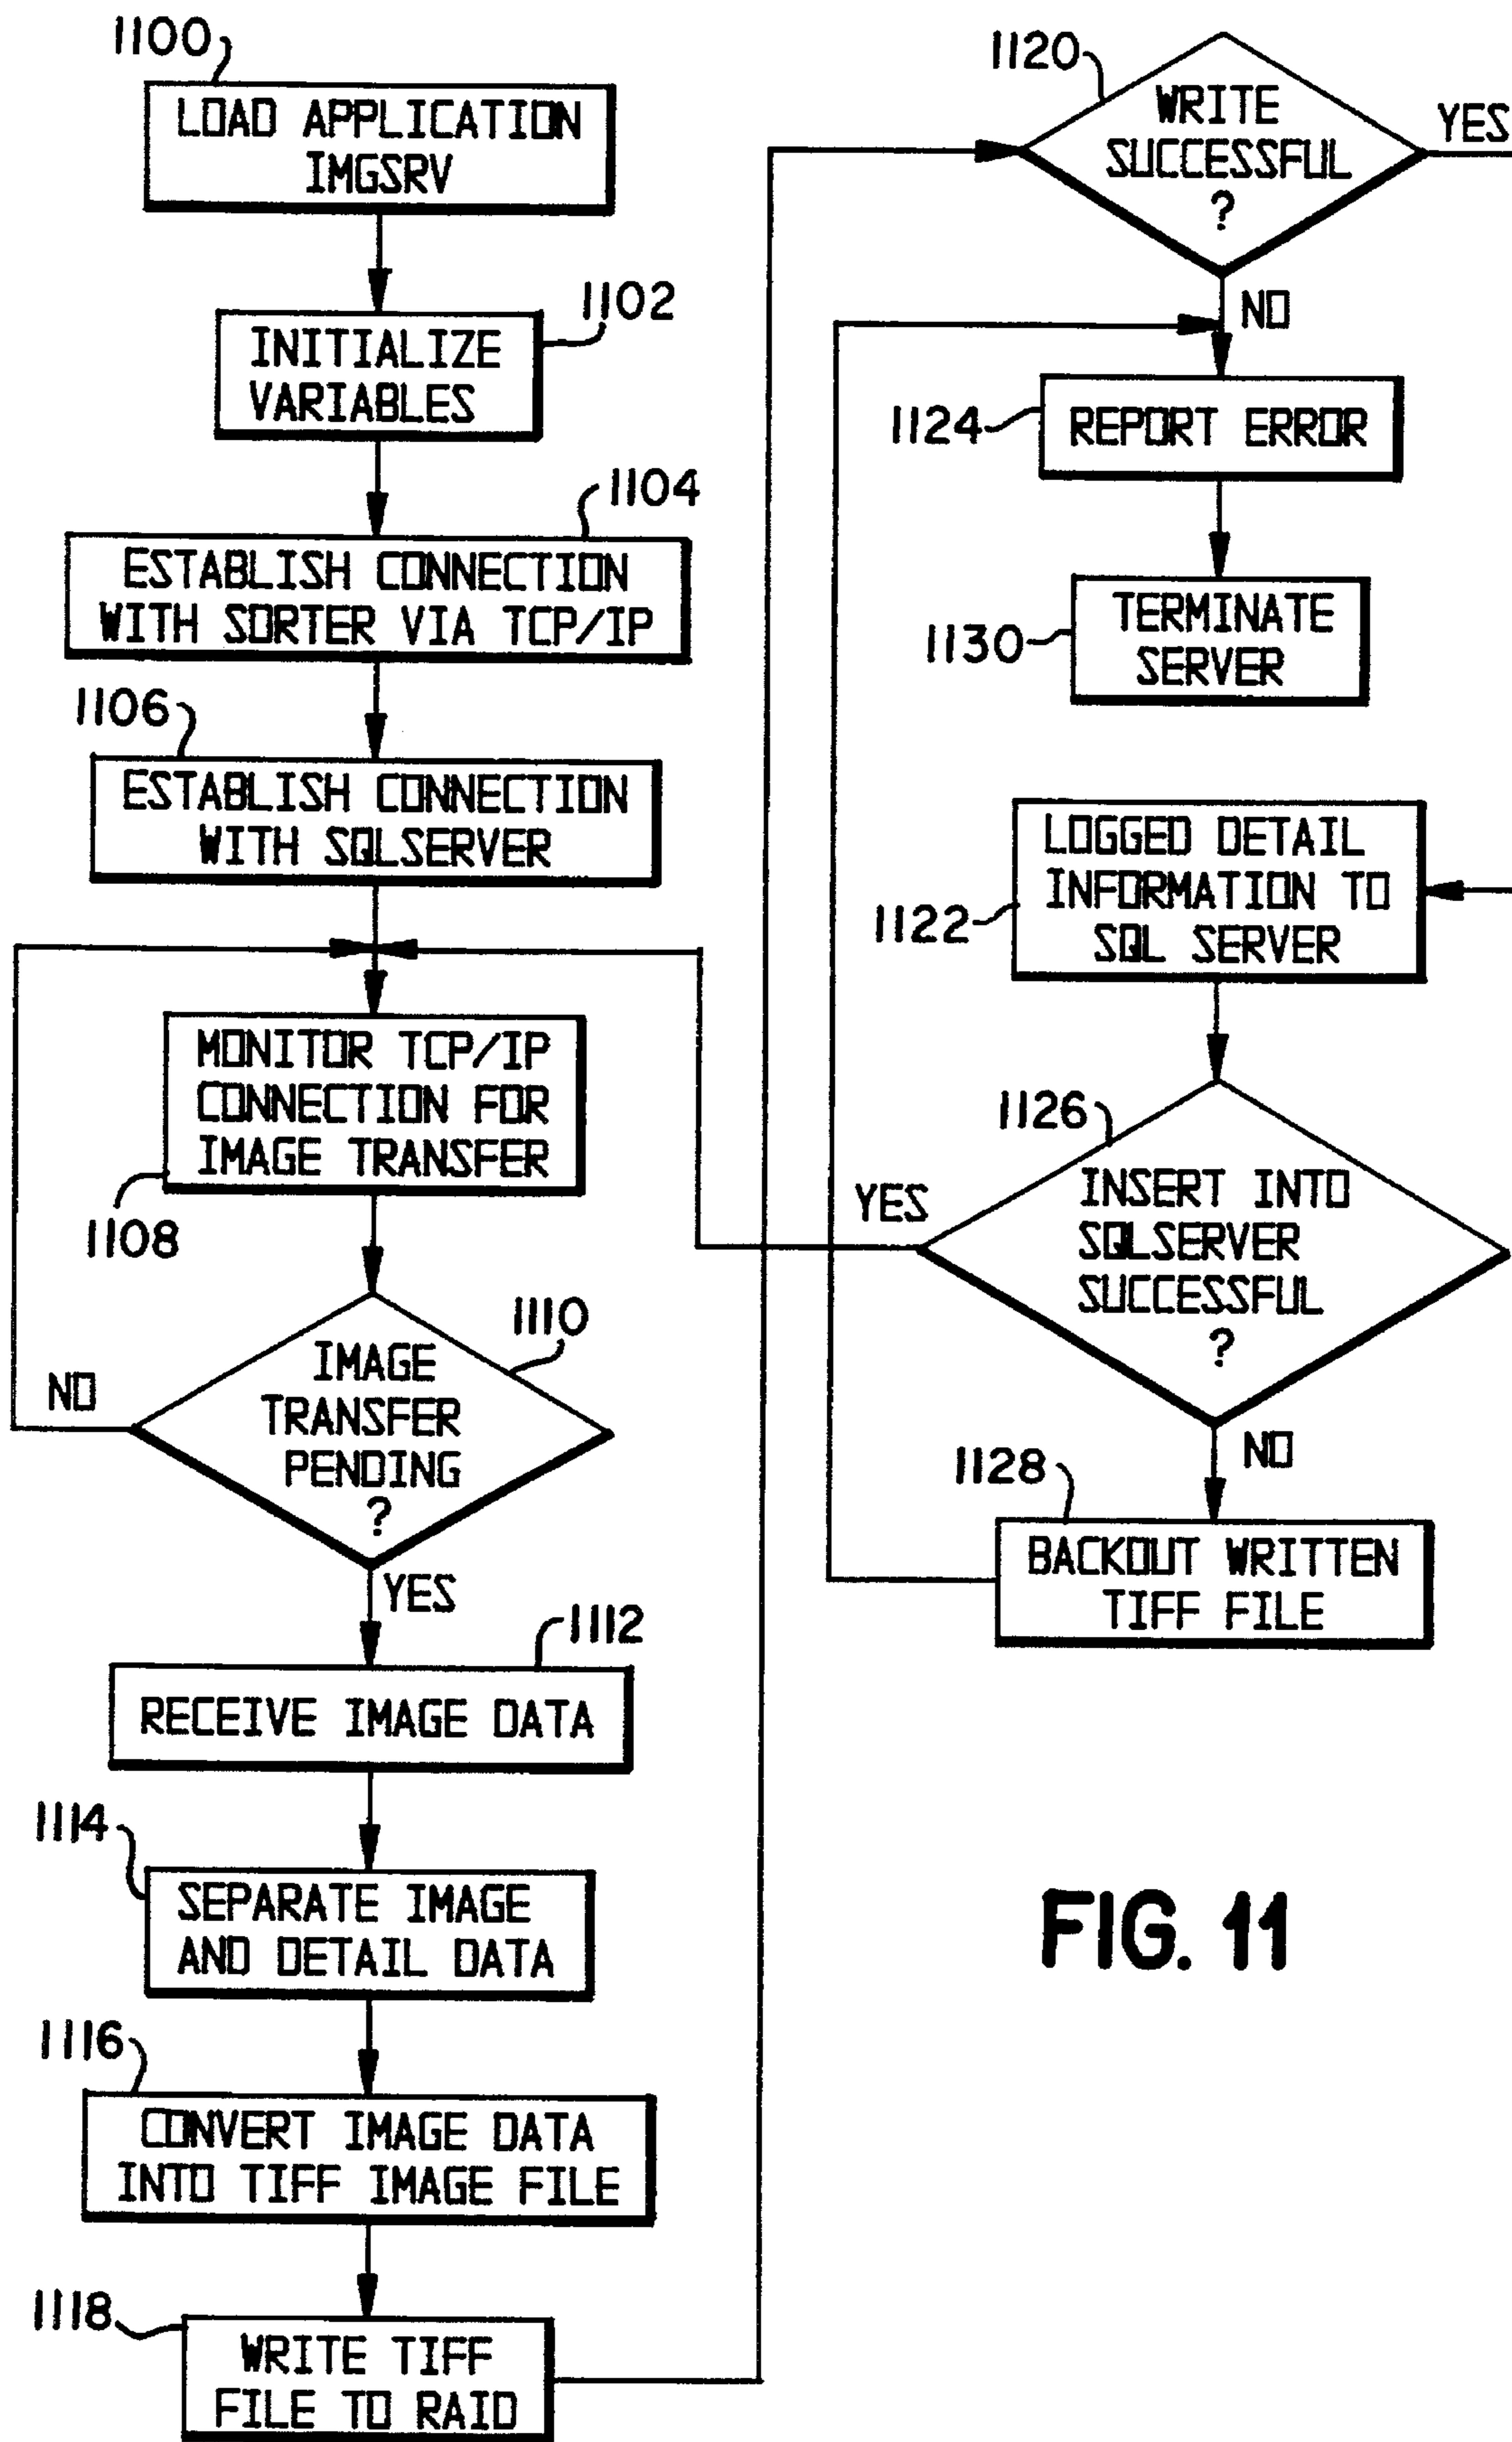 1100
LOAD APPLICATION
IMGSRV
1102
INITIALIZE
VARIABLES
1104
ESTABLISH CONNECTION
WITH SORTER VIA TCP/IP
1106
ESTABLISH CONNECTION
WITH SQLSERVER
MONITOR TCP/IP
CONNECTION FOR
IMAGE TRANSFER
1108
1110
IMAGE
TRANSFER
PENDING
?
NO
YES
1112
RECEIVE IMAGE DATA
1114
SEPARATE IMAGE
AND DETAIL DATA
1116
CONVERT IMAGE DATA
INTO TIFF IMAGE FILE
1118
WRITE TIFF
FILE TO RAID
1120
WRITE
SUCCESSFUL
?
YES
NO
1124
REPORT ERROR
1130
TERMINATE
SERVER
LOGGED DETAIL
INFORMATION TO
SQL SERVER
1122
1126
INSERT INTO
SQLSERVER
SUCCESSFUL
?
YES
NO
1128
BACKOUT WRITTEN
TIFF FILE
FIG. 11